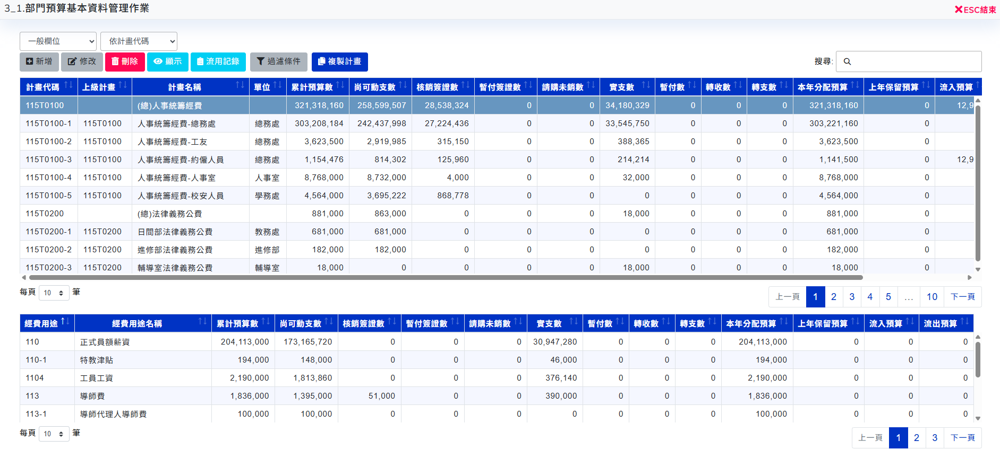 3_1.部門預算基本資料管理作業 ESC結束
一般欄位 依計畫代碼
新增 修改 刪除 顯示 流用記錄 過濾條件 複製計畫 搜尋:
計畫代碼 上級計畫 計畫名稱 單位 累計預算數 尚可動支數 核銷簽證數 暫付簽證數 請購未銷數 實支數 暫付數 轉收數 轉支數 本年分配預算 上年保留預算 流入預算
115T0100 (總)人事統籌經費 321,318,160 258,599,507 28,538,324 0 0 34,180,329 0 0 0 321,318,160 0 12,9
115T0100-1 115T0100 人事統籌經費-總務處 總務處 303,208,184 242,437,998 27,224,436 0 0 33,545,750 0 0 0 303,221,160 0
115T0100-2 115T0100 人事統籌經費-工友 總務處 3,623,500 2,919,985 315,150 0 0 388,365 0 0 0 3,623,500 0
115T0100-3 115T0100 人事統籌經費-約僱人員 總務處 1,154,476 814,302 125,960 0 0 214,214 0 0 0 1,141,500 0 12,9
115T0100-4 115T0100 人事統籌經費-人事室 人事室 8,768,000 8,732,000 4,000 0 0 32,000 0 0 0 8,768,000 0
115T0100-5 115T0100 人事統籌經費-校安人員 學務處 4,564,000 3,695,222 868,778 0 0 0 0 0 0 4,564,000 0
115T0200 (總)法律義務公費 881,000 863,000 0 0 0 18,000 0 0 0 881,000 0
115T0200-1 115T0200 日間部法律義務公費 教務處 681,000 681,000 0 0 0 0 0 0 0 681,000 0
115T0200-2 115T0200 進修部法律義務公費 進修部 182,000 182,000 0 0 0 0 0 0 0 182,000 0
115T0200-3 115T0200 輔導室法律義務公費 輔導室 18,000 0 0 0 0 18,000 0 0 0 18,000 0
每頁 10 筆 上一頁 1 2 3 4 5 … 10 下一頁
經費用途 經費用途名稱 累計預算數 尚可動支數 核銷簽證數 暫付簽證數 請購未銷數 實支數 暫付數 轉收數 轉支數 本年分配預算 上年保留預算 流入預算 流出預算
110 正式員額薪資 204,113,000 173,165,720 0 0 0 30,947,280 0 0 0 204,113,000 0 0 0
110-1 特教津貼 194,000 148,000 0 0 0 46,000 0 0 0 194,000 0 0 0
1104 工員工資 2,190,000 1,813,860 0 0 0 376,140 0 0 0 2,190,000 0 0 0
113 導師費 1,836,000 1,395,000 51,000 0 0 390,000 0 0 0 1,836,000 0 0 0
113-1 導師代理人導師費 100,000 100,000 0 0 0 0 0 0 0 100,000 0 0 0
每頁 10 筆 上一頁 1 2 3 下一頁